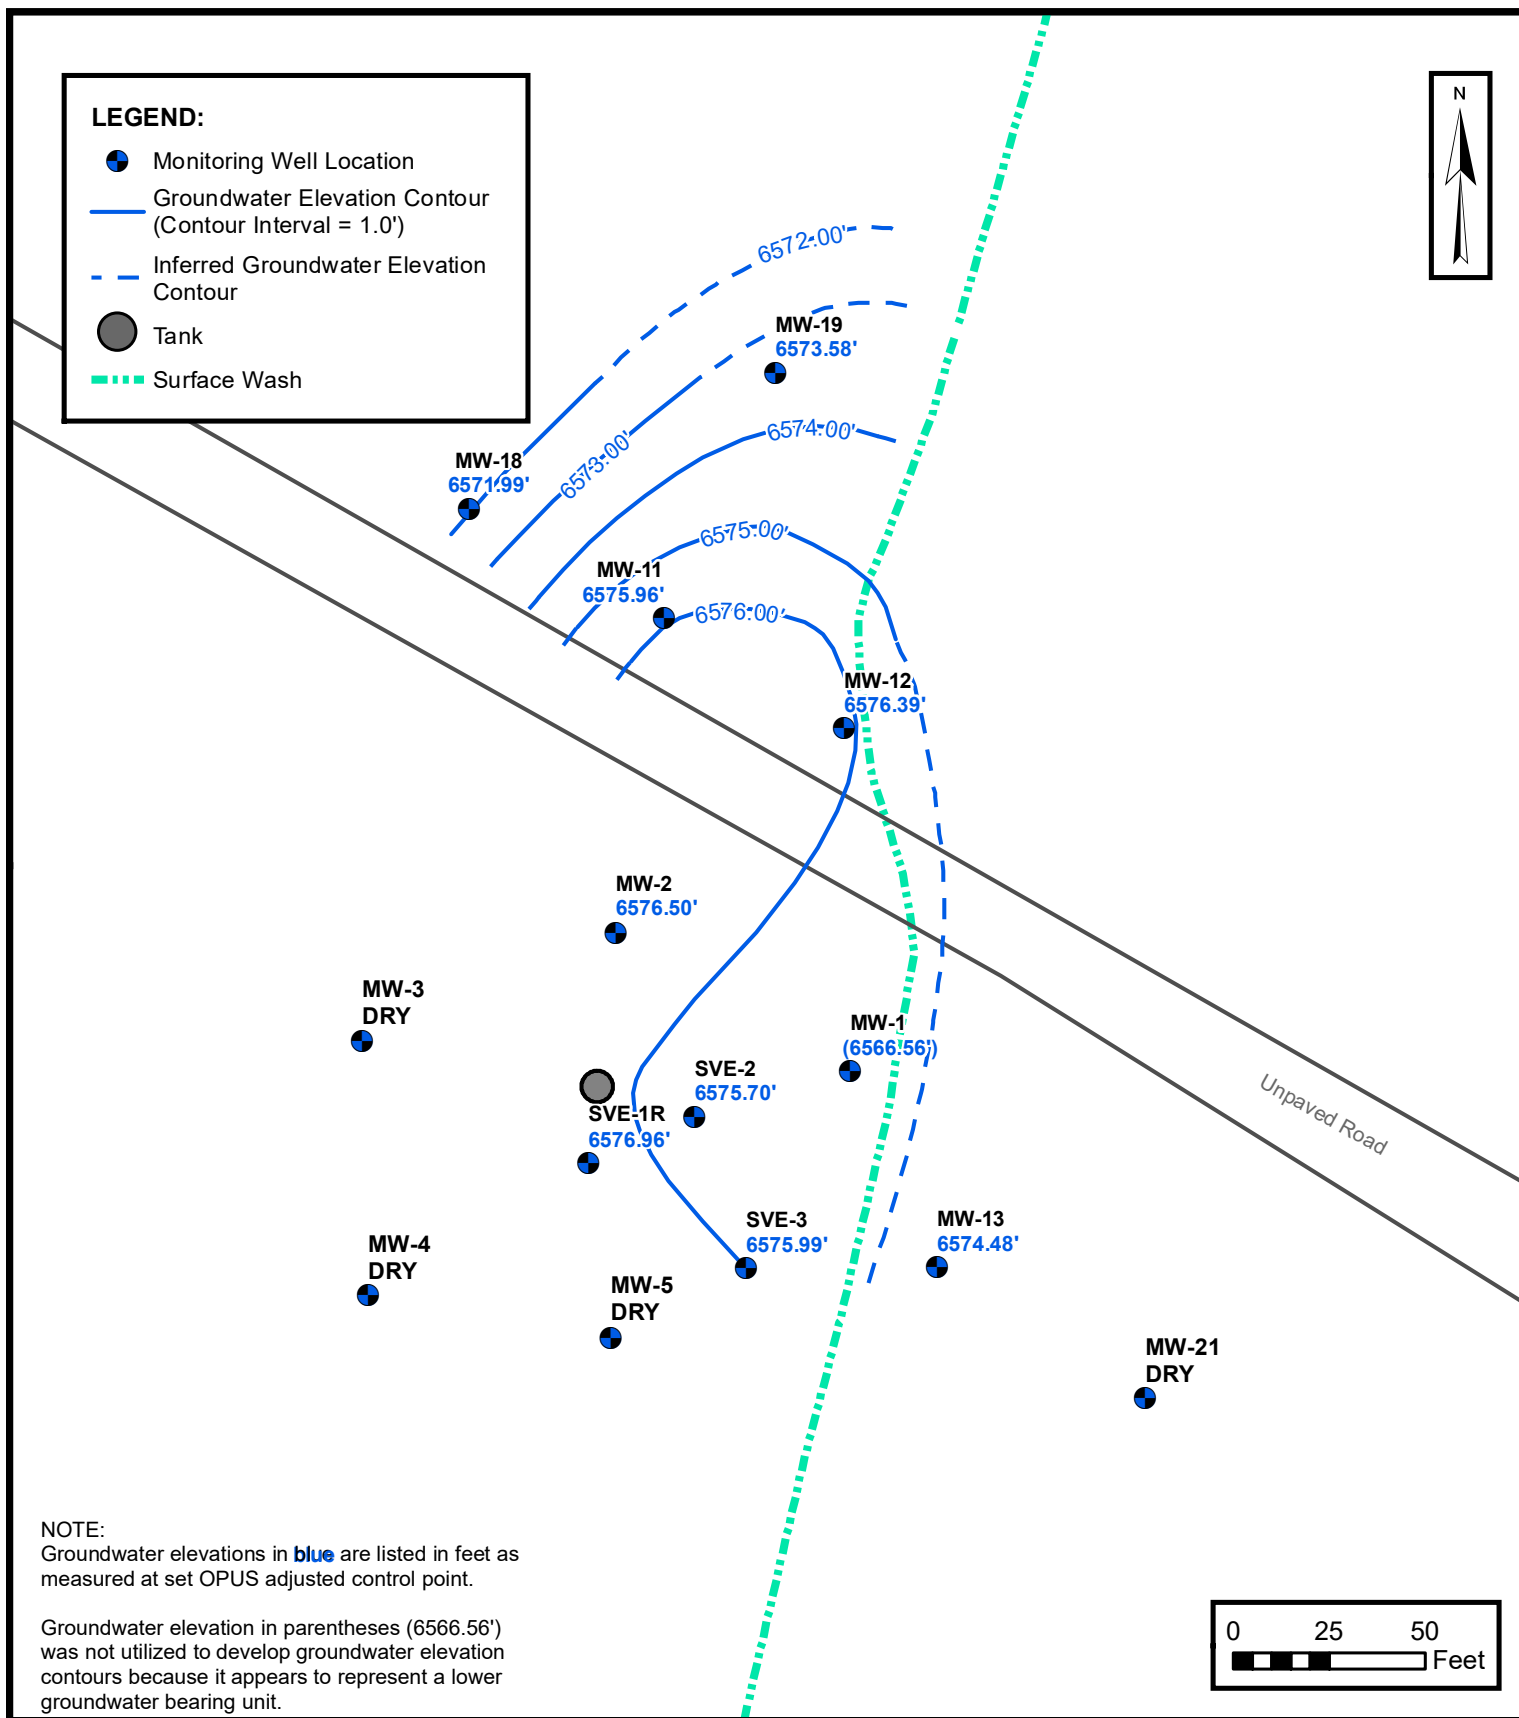 LEGEND:
Monitoring Well Location
Groundwater Elevation Contour
(Contour Interval = 1.0')
Inferred Groundwater Elevation
Contour
Tank
Surface Wash
N
6572.00'
MW-19
6573.58'
6574.00'
6573.00'
MW-18
6571.99'
6575.00'
MW-11
6575.96'
6576.00'
MW-12
6576.39'
MW-2
6576.50'
MW-3
DRY
MW-1
(6566.56')
SVE-2
6575.70'
SVE-1R
6576.96'
Unpaved Road
SVE-3
6575.99'
MW-13
6574.48'
MW-4
DRY
MW-5
DRY
MW-21
DRY
NOTE:
Groundwater elevations in blue are listed in feet as
measured at set OPUS adjusted control point.
Groundwater elevation in parentheses (6566.56')
was not utilized to develop groundwater elevation
contours because it appears to represent a lower
groundwater bearing unit.
0 25 50
Feet